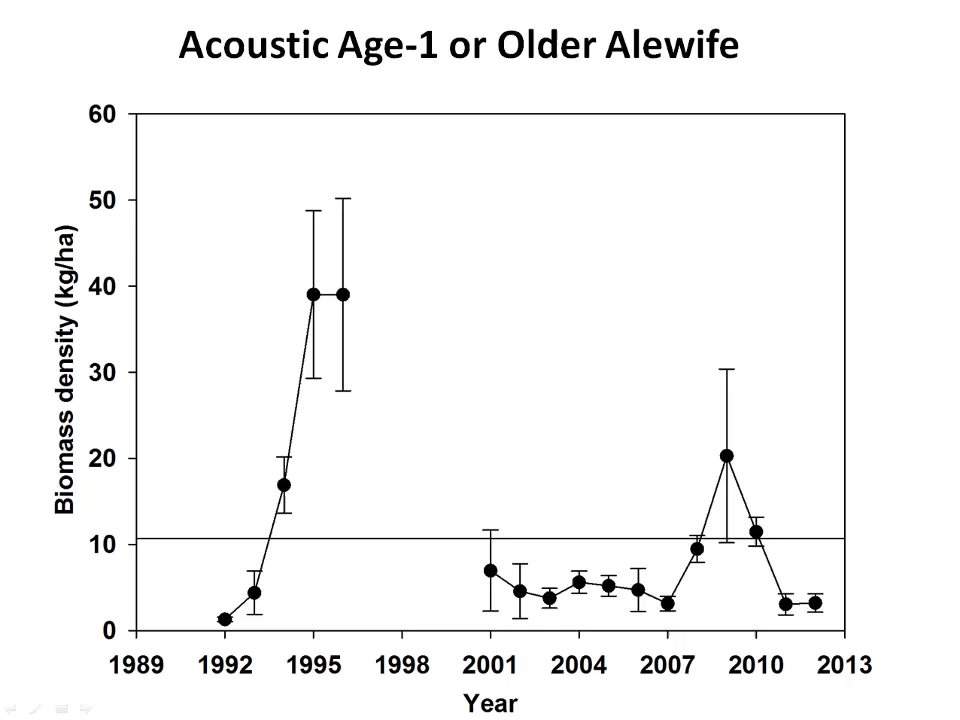 Acoustic Age-1 or Older Alewife
60
50
40
30
20
10
0
Biomass density (kg/ha)
1989 1992 1995 1998 2001 2004 2007 2010 2013
Year